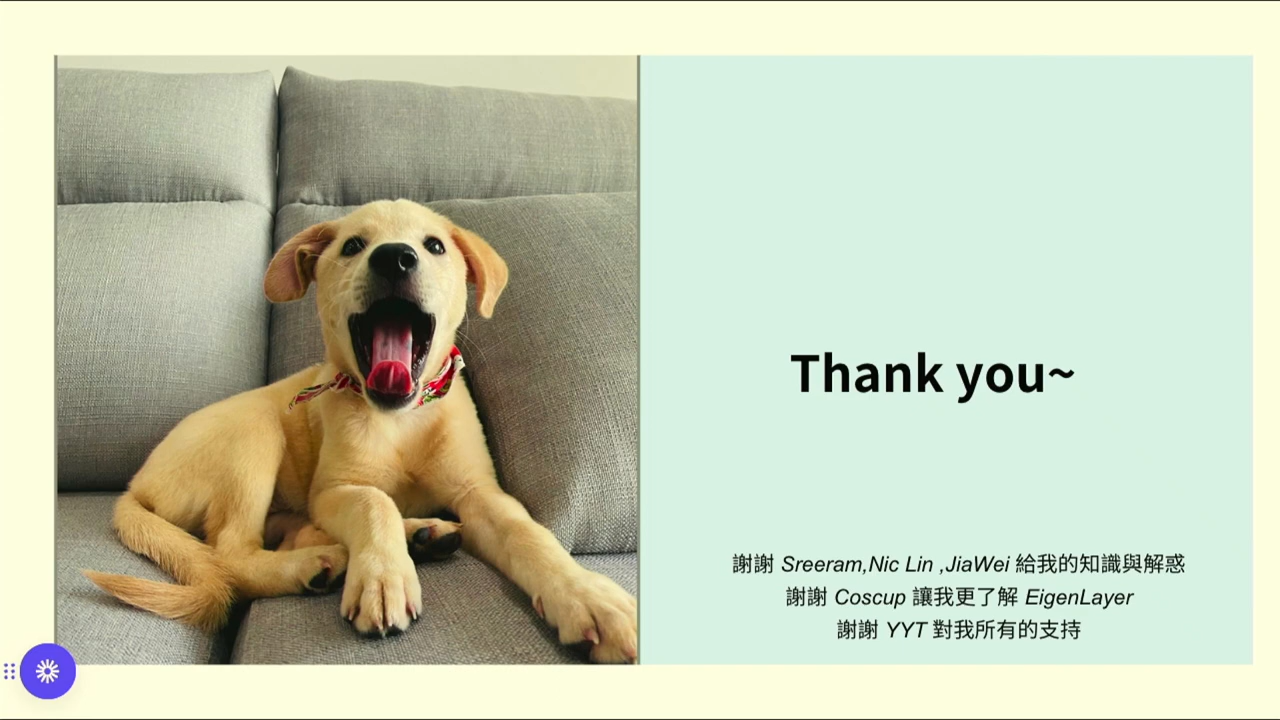 Thank you~
謝謝 Sreeram,Nic Lin ,JiaWei 給我的知識與解惑
謝謝 Coscup 讓我更了解 EigenLayer
謝謝 YYT 對我所有的支持